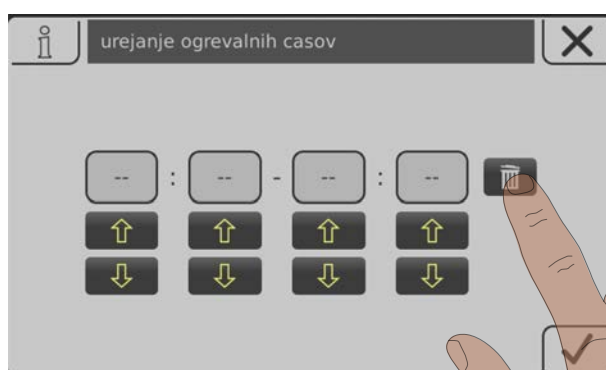 urejanje ogrevalnih casov
-- : -- - -- : --